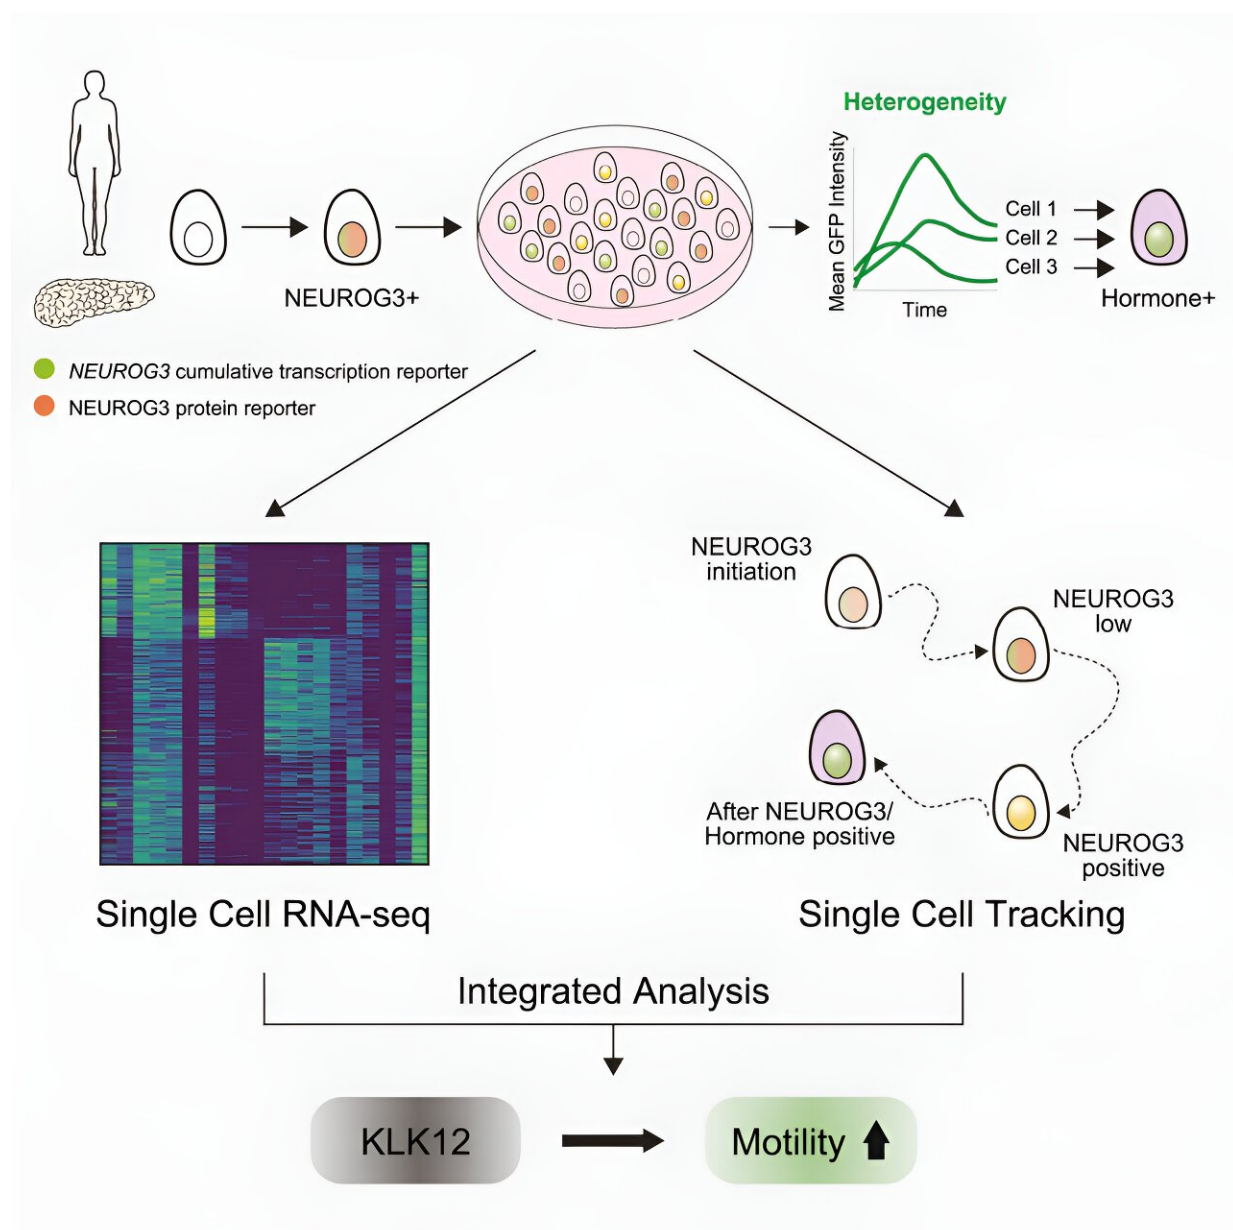 Heterogeneity
Mean GFP Intensity
Time
Cell 1
Cell 2
Cell 3
Hormone+
NEUROG3+
NEUROG3 cumulative transcription reporter
NEUROG3 protein reporter
NEUROG3
initiation
NEUROG3
low
After NEUROG3/
Hormone positive
NEUROG3
positive
Single Cell RNA-seq
Single Cell Tracking
Integrated Analysis
KLK12
Motility